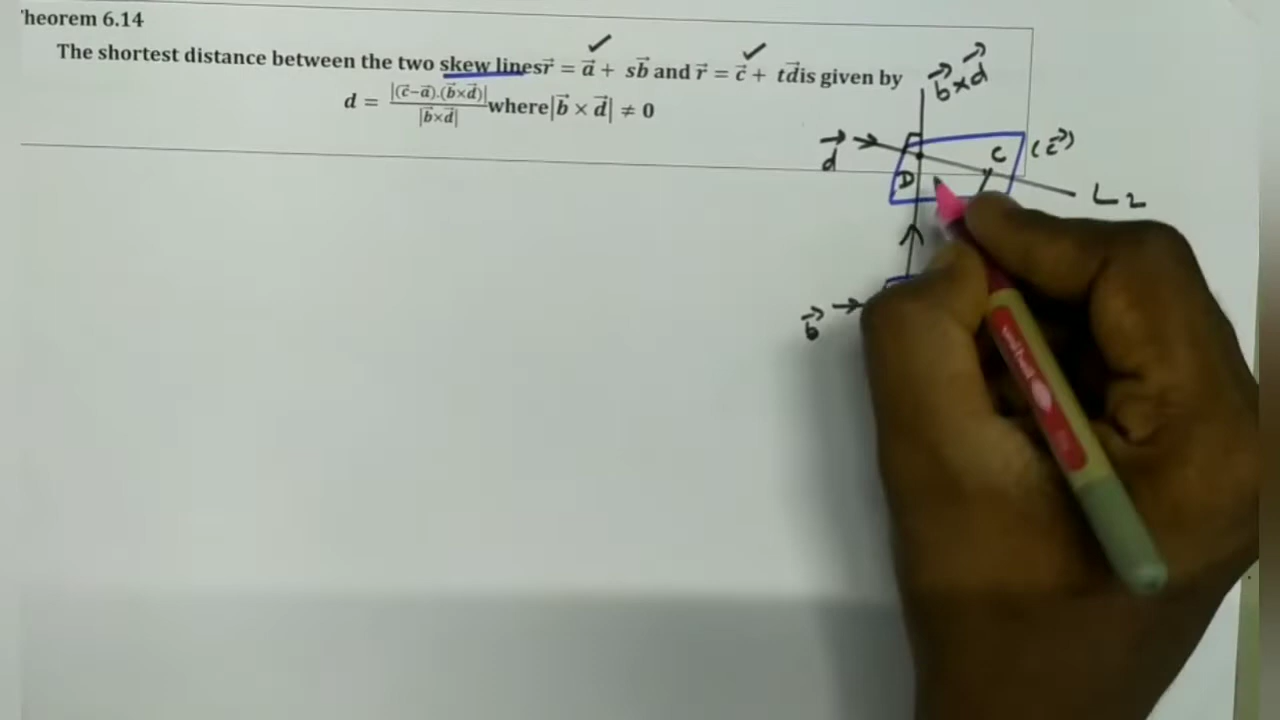 heorem 6.14
The shortest distance between the two skew lines r⃗ = a⃗ + sb⃗ and r⃗ = c⃗ + td⃗ is given by
d = |(c⃗−a⃗).(b⃗×d⃗)| / |b⃗×d⃗| where |b⃗ × d⃗| ≠ 0
b⃗×d⃗
d⃗
C (c⃗)
D
L2
b⃗